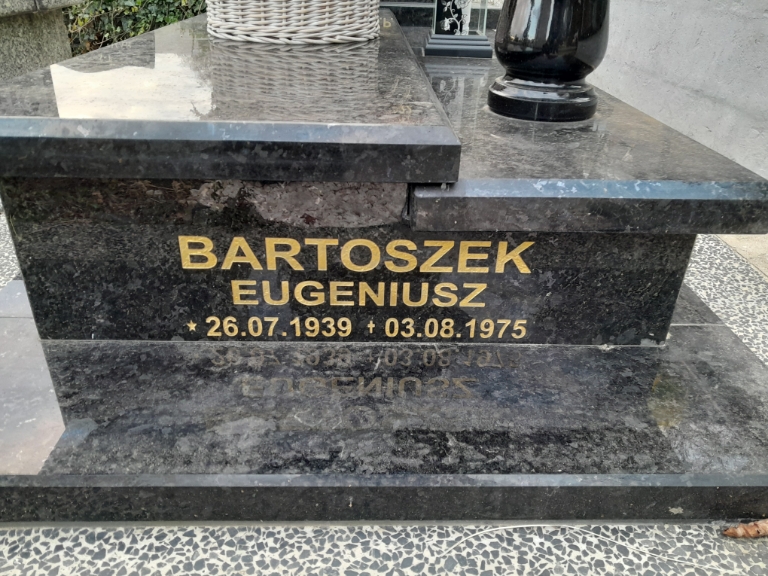 BARTOSZEK
EUGENIUSZ
★ 26.07.1939 ✝ 03.08.1975